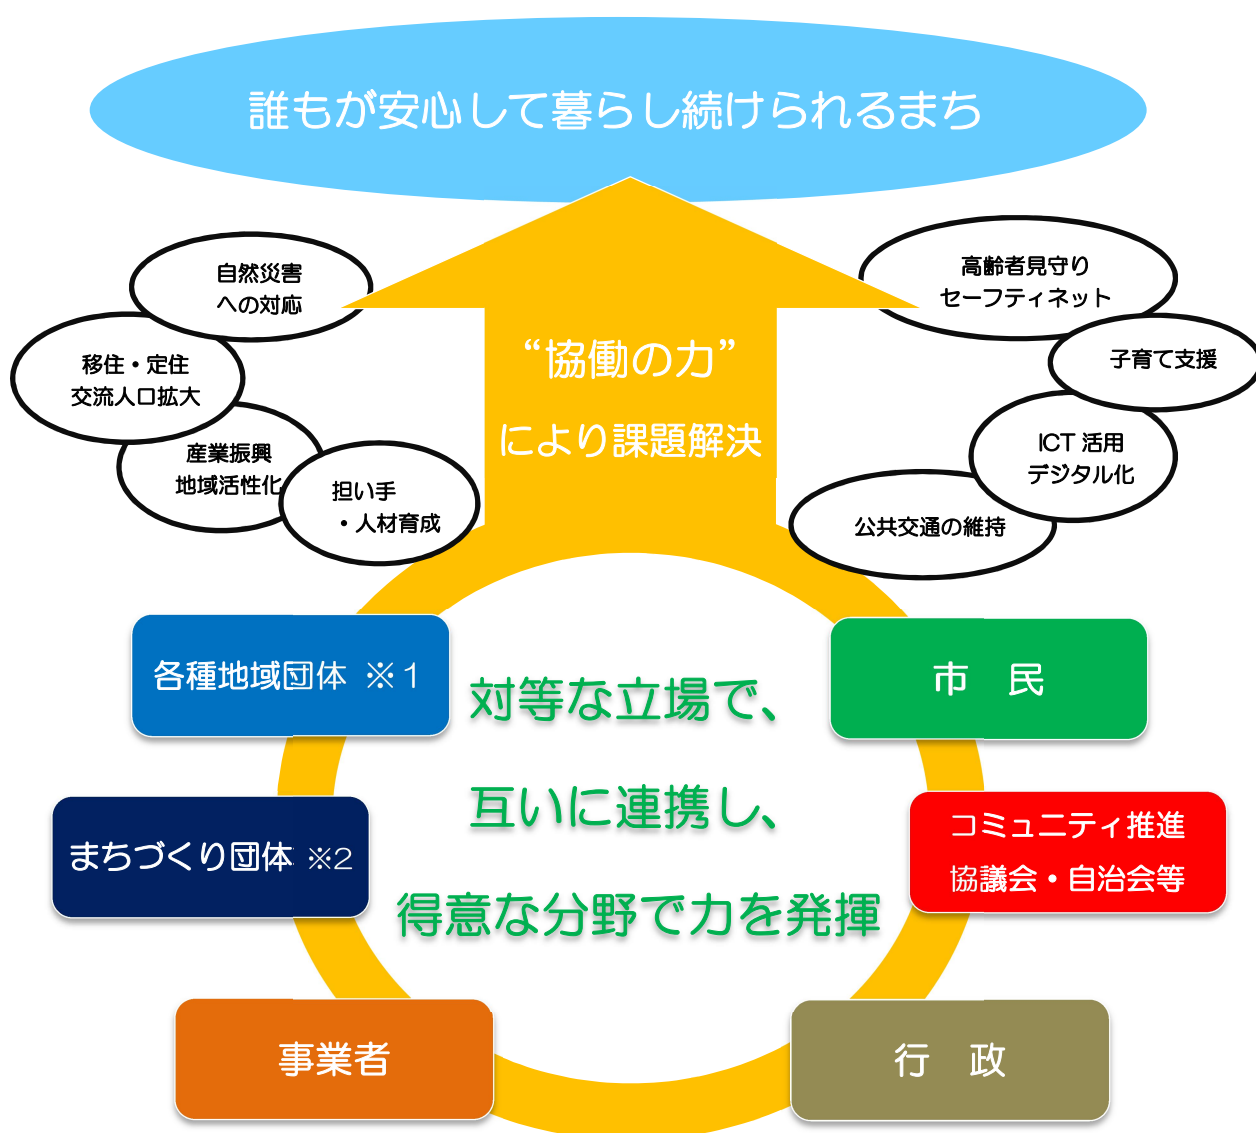 誰もが安心して暮らし続けられるまち
自然災害
への対応
移住・定住
交流人口拡大
産業振興
地域活性化
担い手
・人材育成
“協働の力”
により課題解決
高齢者見守り
セーフティネット
子育て支援
ICT 活用
デジタル化
公共交通の維持
各種地域団体 ※１
市　民
対等な立場で、
互いに連携し、
得意な分野で力を発揮
まちづくり団体 ※2
コミュニティ推進
協議会・自治会等
事業者
行　政